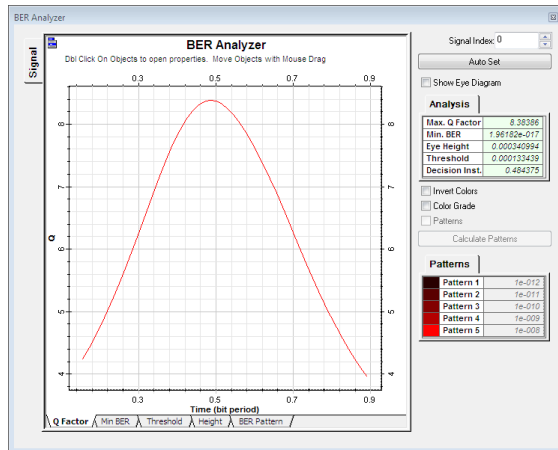 BER Analyzer
Signal
BER Analyzer
Dbl Click On Objects to open properties. Move Objects with Mouse Drag
0.3 0.5 0.7 0.9
8 8
7 7
Q
6 6
5 5
4 4
0.3 0.5 0.7 0.9
Time (bit period)
Q Factor Min BER Threshold Height BER Pattern
Signal Index: 0
Auto Set
Show Eye Diagram
Analysis
Max. Q Factor 8.38386
Min. BER 1.96182e-017
Eye Height 0.000340994
Threshold 0.000133439
Decision Inst. 0.484375
Invert Colors
Color Grade
Patterns
Calculate Patterns
Patterns
Pattern 1 1e-012
Pattern 2 1e-011
Pattern 3 1e-010
Pattern 4 1e-009
Pattern 5 1e-008